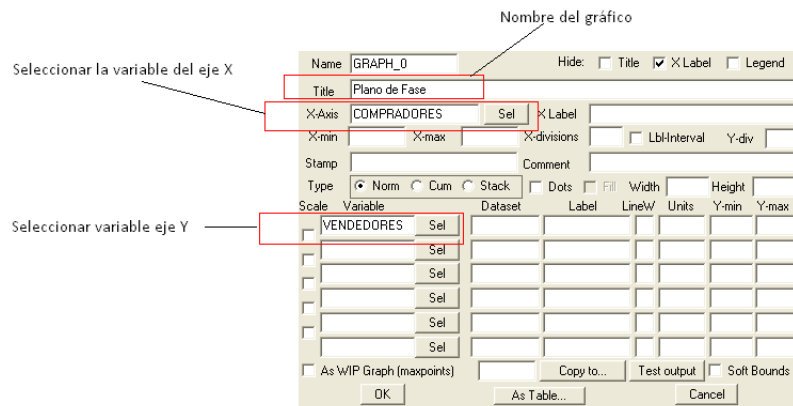 Nombre del gráfico
Seleccionar la variable del eje X
Name GRAPH_0 Hide: Title X Label Legend
Title Plano de Fase
X-Axis COMPRADORES Sel X Label
X-min X-max X-divisions Lbl-Interval Y-div
Stamp Comment
Type Norm Cum Stack Dots Fill Width Height
Scale Variable Dataset Label LineW Units Y-min Y-max
Seleccionar variable eje Y
VENDEDORES Sel
Sel
Sel
Sel
Sel
Sel
As WIP Graph (maxpoints) Copy to... Test output Soft Bounds
OK As Table... Cancel